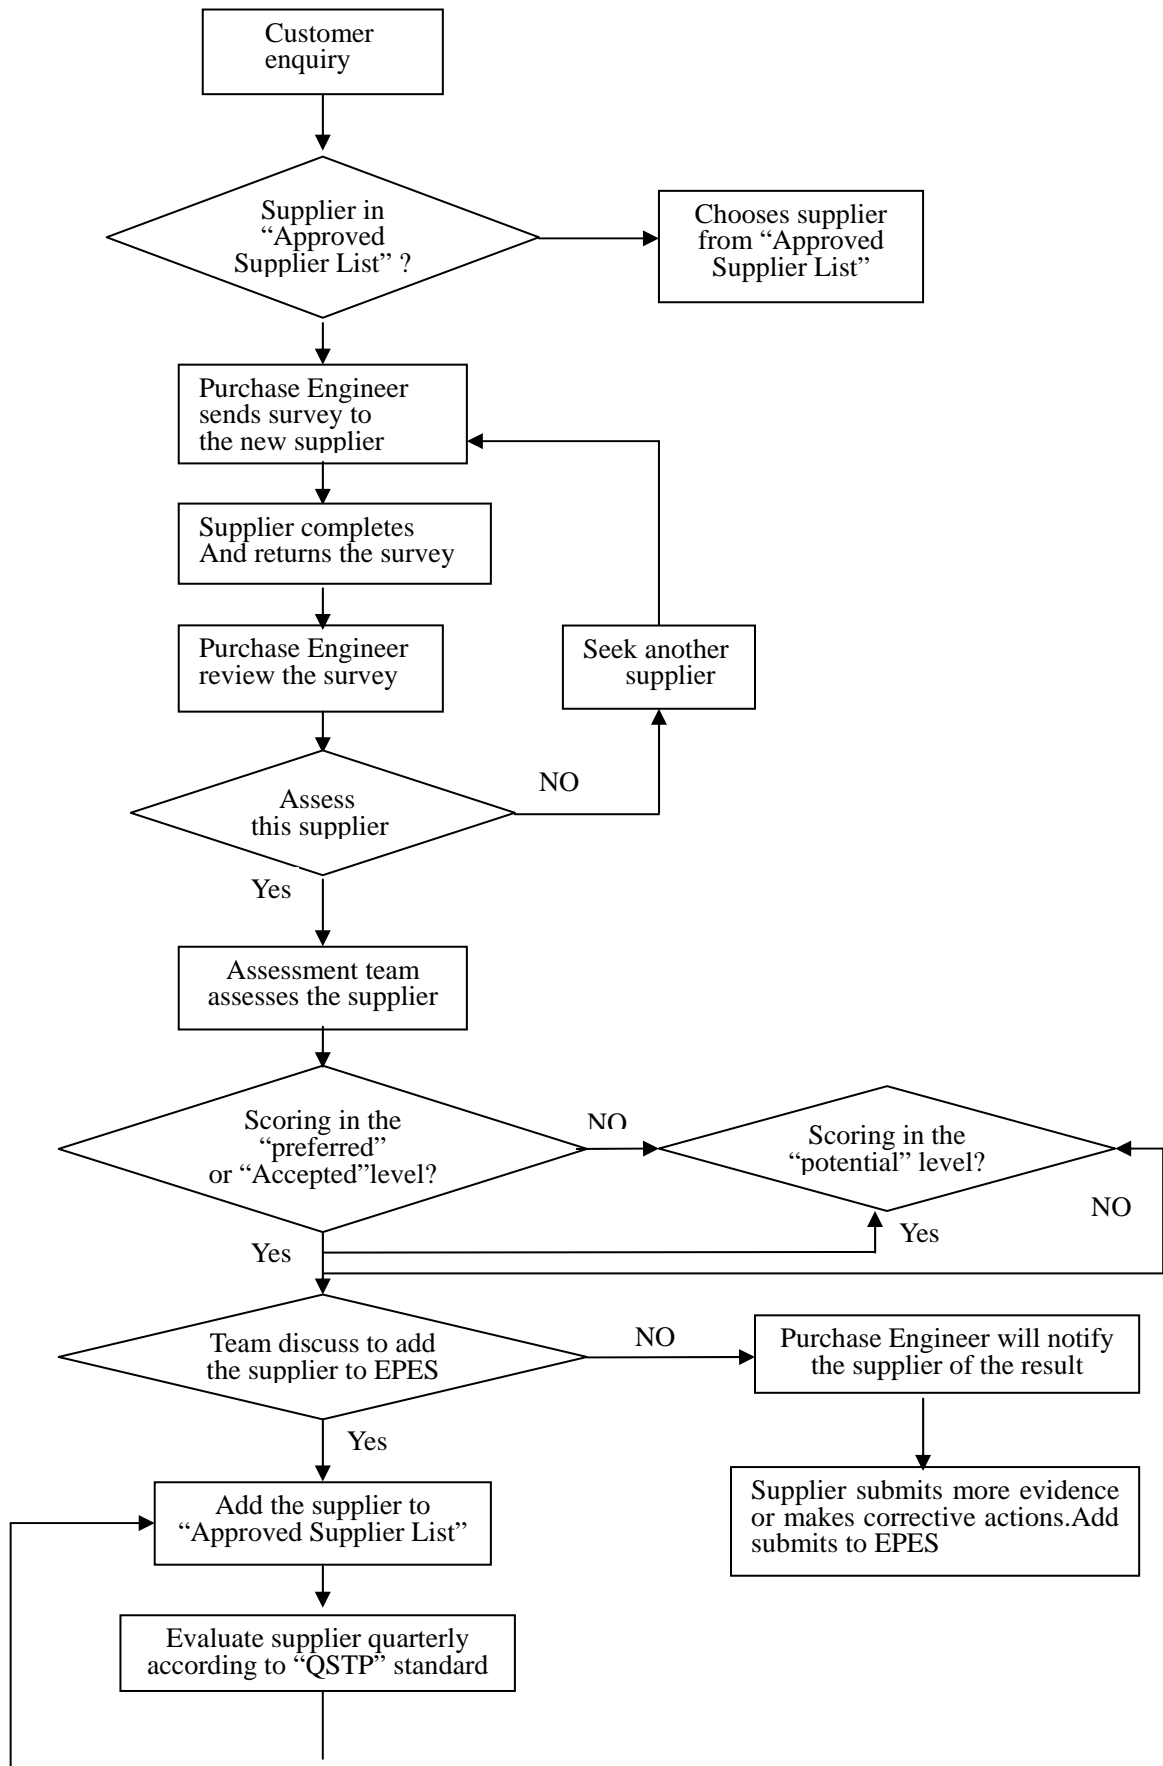 Customer
enquiry
Supplier in
“Approved
Supplier List” ?
Chooses supplier
from “Approved
Supplier List”
Purchase Engineer
sends survey to
the new supplier
Supplier completes
And returns the survey
Purchase Engineer
review the survey
Seek another
supplier
NO
Assess
this supplier
Yes
Assessment team
assesses the supplier
Scoring in the
“preferred”
or “Accepted”level?
NO
Scoring in the
“potential” level?
NO
Yes
Yes
Team discuss to add
the supplier to EPES
NO
Purchase Engineer will notify
the supplier of the result
Yes
Supplier submits more evidence
or makes corrective actions.Add
submits to EPES
Add the supplier to
“Approved Supplier List”
Evaluate supplier quarterly
according to “QSTP” standard